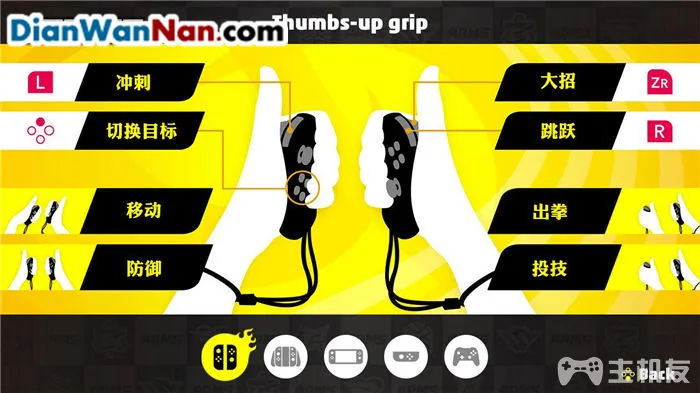 DianWanNan.com
Thumbs-up grip
L 冲刺
大招 ZR
切换目标
跳跃 R
移动
出拳
防御
投技
Back
主机友